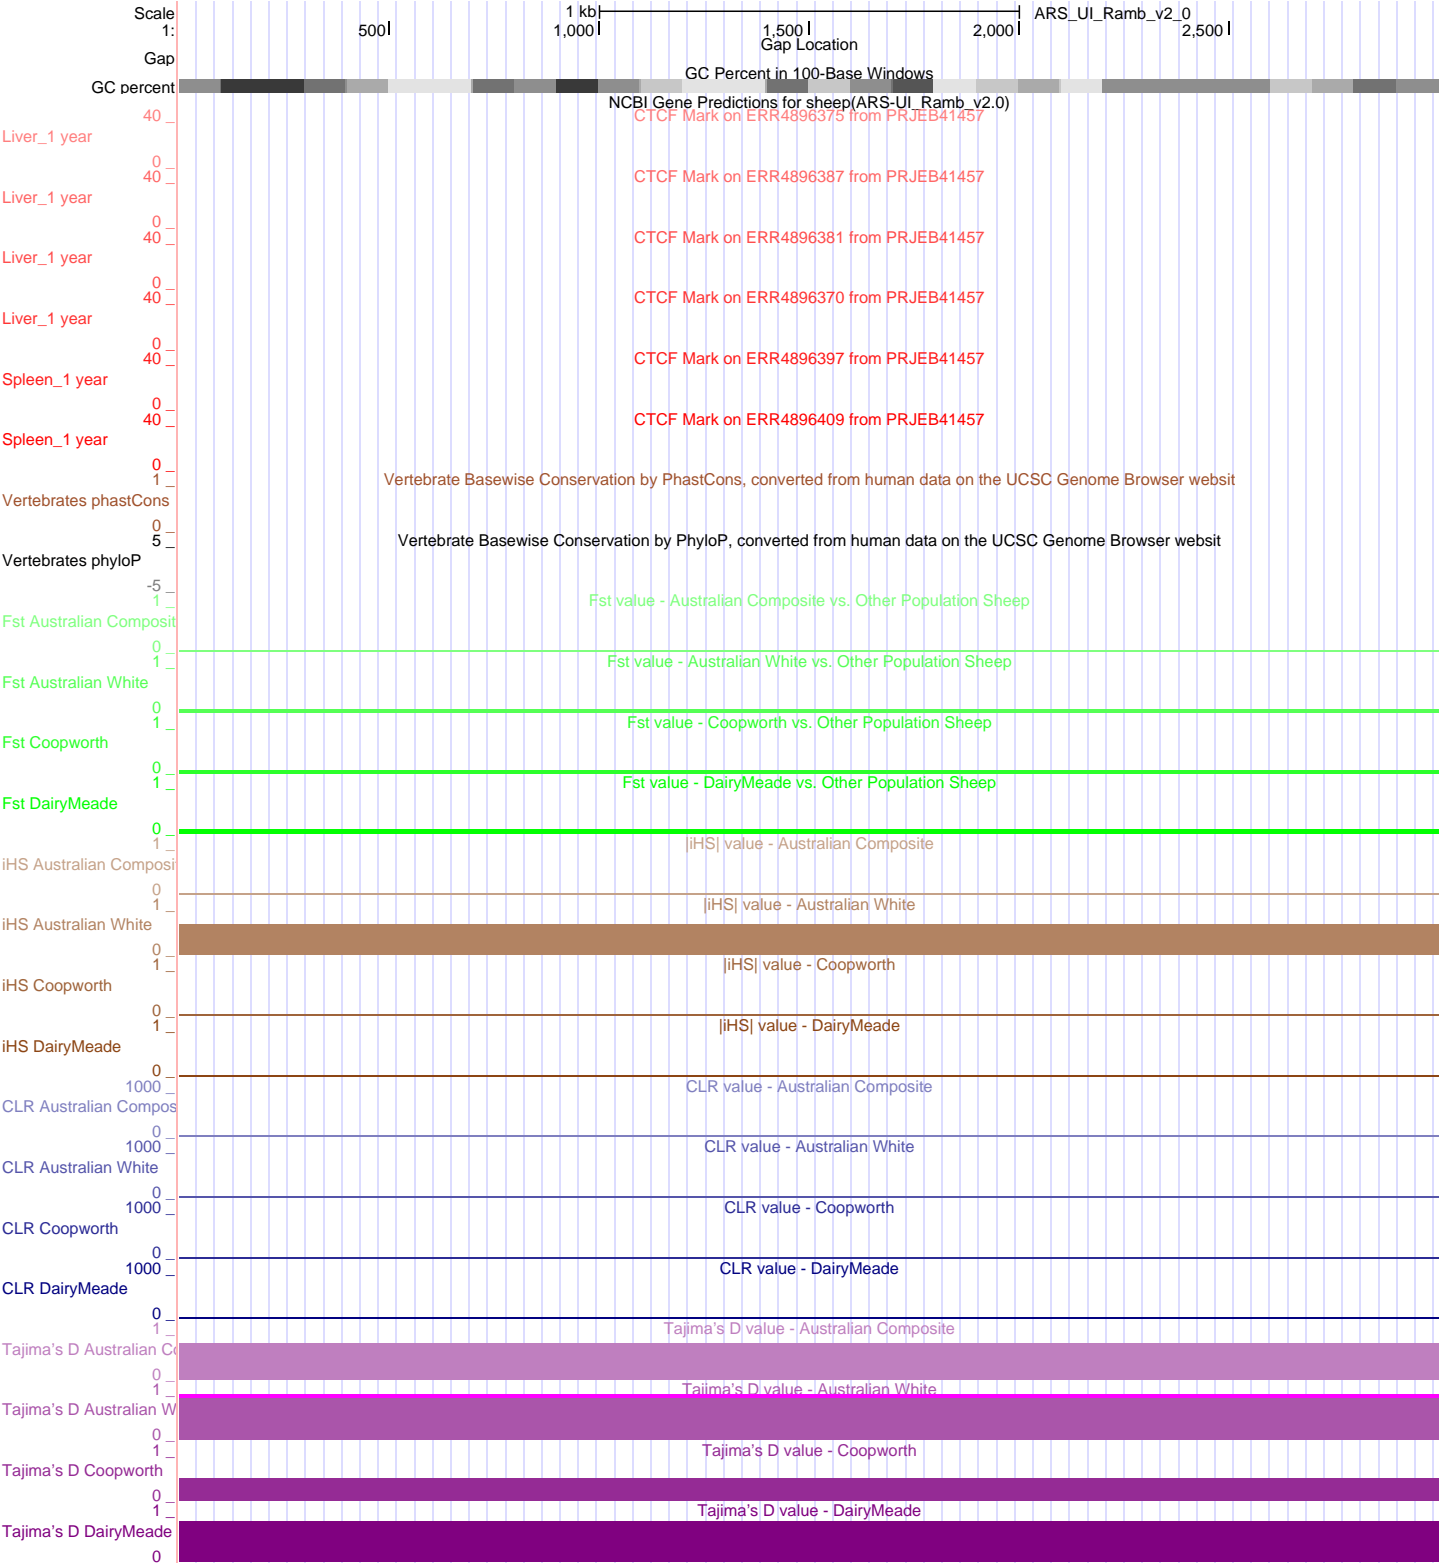 Scale 1 kb ARS_UI_Ramb_v2_0
1: 500 1,000 1,500 2,000 2,500
Gap Location
Gap
GC Percent in 100-Base Windows
GC percent
NCBI Gene Predictions for sheep(ARS-UI_Ramb_v2.0)
40 _ CTCF Mark on ERR4896375 from PRJEB41457
Liver_1 year
0 _
40 _ CTCF Mark on ERR4896387 from PRJEB41457
Liver_1 year
0 _
40 _ CTCF Mark on ERR4896381 from PRJEB41457
Liver_1 year
0 _
40 _ CTCF Mark on ERR4896370 from PRJEB41457
Liver_1 year
0 _
40 _ CTCF Mark on ERR4896397 from PRJEB41457
Spleen_1 year
0 _
40 _ CTCF Mark on ERR4896409 from PRJEB41457
Spleen_1 year
0 _
1 _ Vertebrate Basewise Conservation by PhastCons, converted from human data on the UCSC Genome Browser websit
Vertebrates phastCons
0 _
5 _ Vertebrate Basewise Conservation by PhyloP, converted from human data on the UCSC Genome Browser websit
Vertebrates phyloP
-5 _
1 _ Fst value - Australian Composite vs. Other Population Sheep
Fst Australian Composit
0 _
1 _ Fst value - Australian White vs. Other Population Sheep
Fst Australian White
0 _
1 _ Fst value - Coopworth vs. Other Population Sheep
Fst Coopworth
0 _
1 _ Fst value - DairyMeade vs. Other Population Sheep
Fst DairyMeade
0 _
1 _ |iHS| value - Australian Composite
iHS Australian Composi
0 _
1 _ |iHS| value - Australian White
iHS Australian White
0 _
1 _ |iHS| value - Coopworth
iHS Coopworth
0 _
1 _ |iHS| value - DairyMeade
iHS DairyMeade
0 _
1000 _ CLR value - Australian Composite
CLR Australian Compos
0 _
1000 _ CLR value - Australian White
CLR Australian White
0 _
1000 _ CLR value - Coopworth
CLR Coopworth
0 _
1000 _ CLR value - DairyMeade
CLR DairyMeade
0 _
1 _ Tajima's D value - Australian Composite
Tajima's D Australian Co
0 _
1 _ Tajima's D value - Australian White
Tajima's D Australian W
0 _
1 _ Tajima's D value - Coopworth
Tajima's D Coopworth
0 _
1 _ Tajima's D value - DairyMeade
Tajima's D DairyMeade
0 _